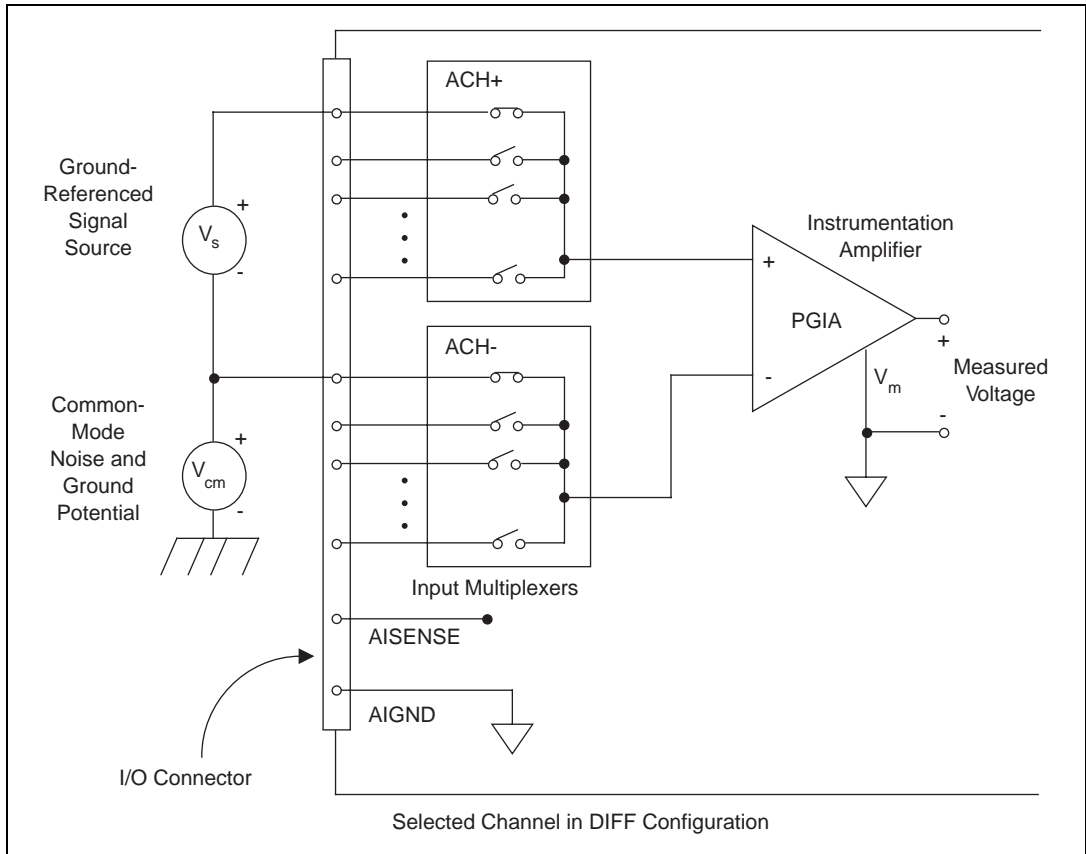 ACH+
Ground-
Referenced
Signal
Source
+
V
s
-
Instrumentation
Amplifier
+
PGIA
-
V
m
+
Measured
Voltage
-
ACH-
Common-
Mode
Noise and
Ground
Potential
+
V
cm
-
Input Multiplexers
AISENSE
AIGND
I/O Connector
Selected Channel in DIFF Configuration